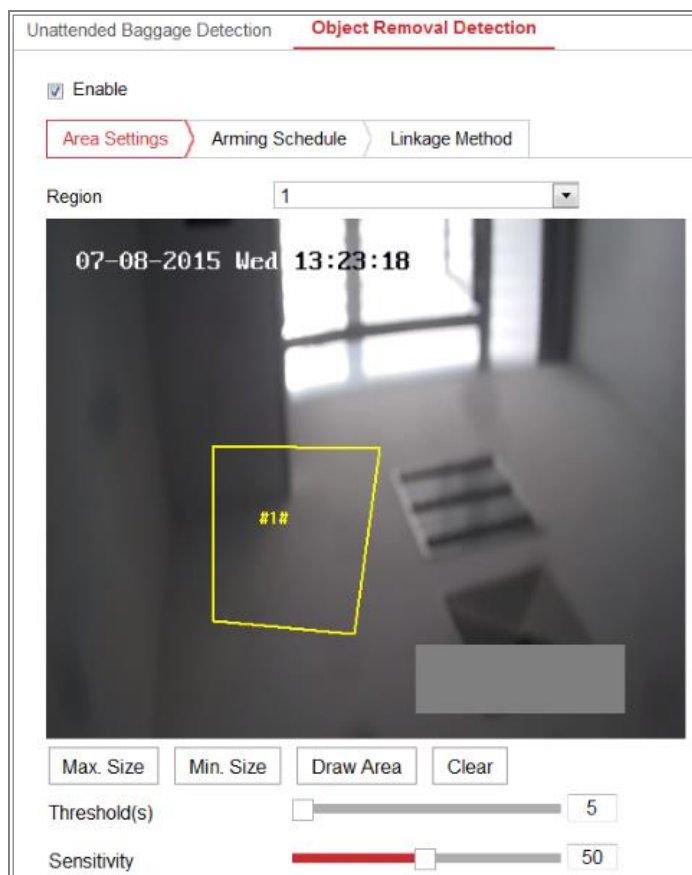 Unattended Baggage Detection Object Removal Detection
Enable
Area Settings Arming Schedule Linkage Method
Region 1
07-08-2015 Wed 13:23:18
#1#
Max. Size Min. Size Draw Area Clear
Threshold(s) 5
Sensitivity 50